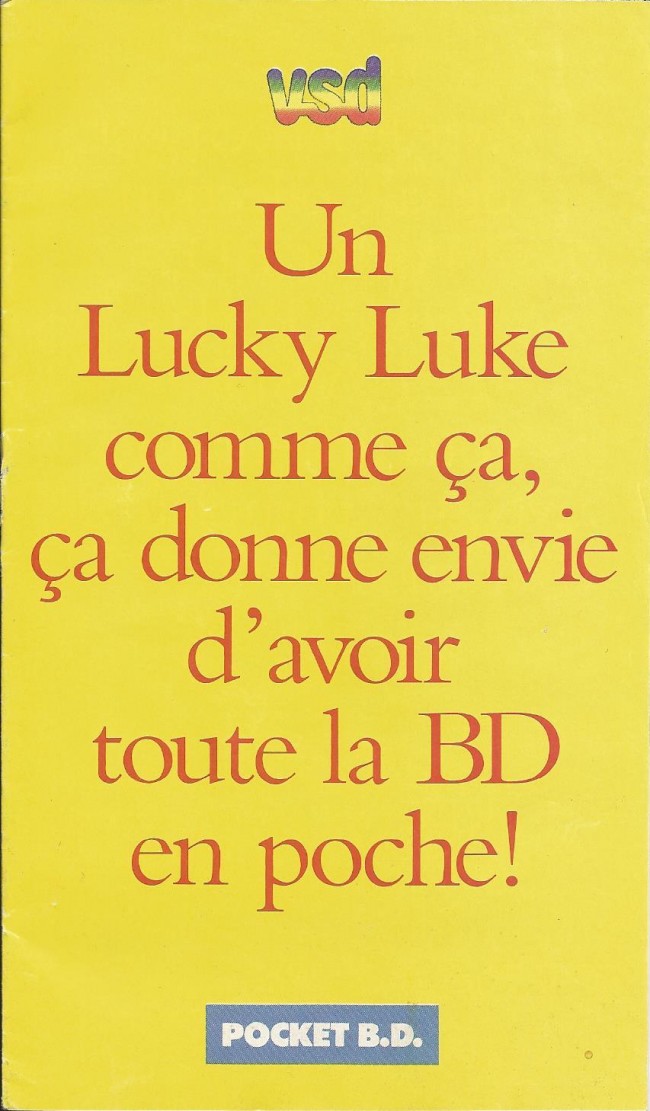 vsd
Un
Lucky Luke
comme ça,
ça donne envie
d'avoir
toute la BD
en poche!
POCKET B.D.